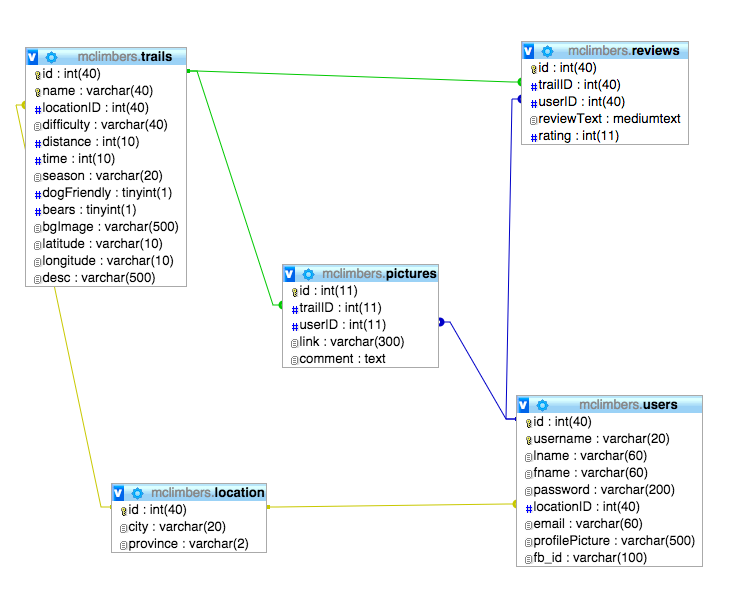 mclimbers.trails
id : int(40)
name : varchar(40)
locationID : int(40)
difficulty : varchar(40)
distance : int(10)
time : int(10)
season : varchar(20)
dogFriendly : tinyint(1)
bears : tinyint(1)
bgImage : varchar(500)
latitude : varchar(10)
longitude : varchar(10)
desc : varchar(500)
mclimbers.reviews
id : int(40)
trailID : int(40)
userID : int(40)
reviewText : mediumtext
rating : int(11)
mclimbers.pictures
id : int(11)
trailID : int(11)
userID : int(11)
link : varchar(300)
comment : text
mclimbers.users
id : int(40)
username : varchar(20)
lname : varchar(60)
fname : varchar(60)
password : varchar(200)
locationID : int(40)
email : varchar(60)
profilePicture : varchar(500)
fb_id : varchar(100)
mclimbers.location
id : int(40)
city : varchar(20)
province : varchar(2)